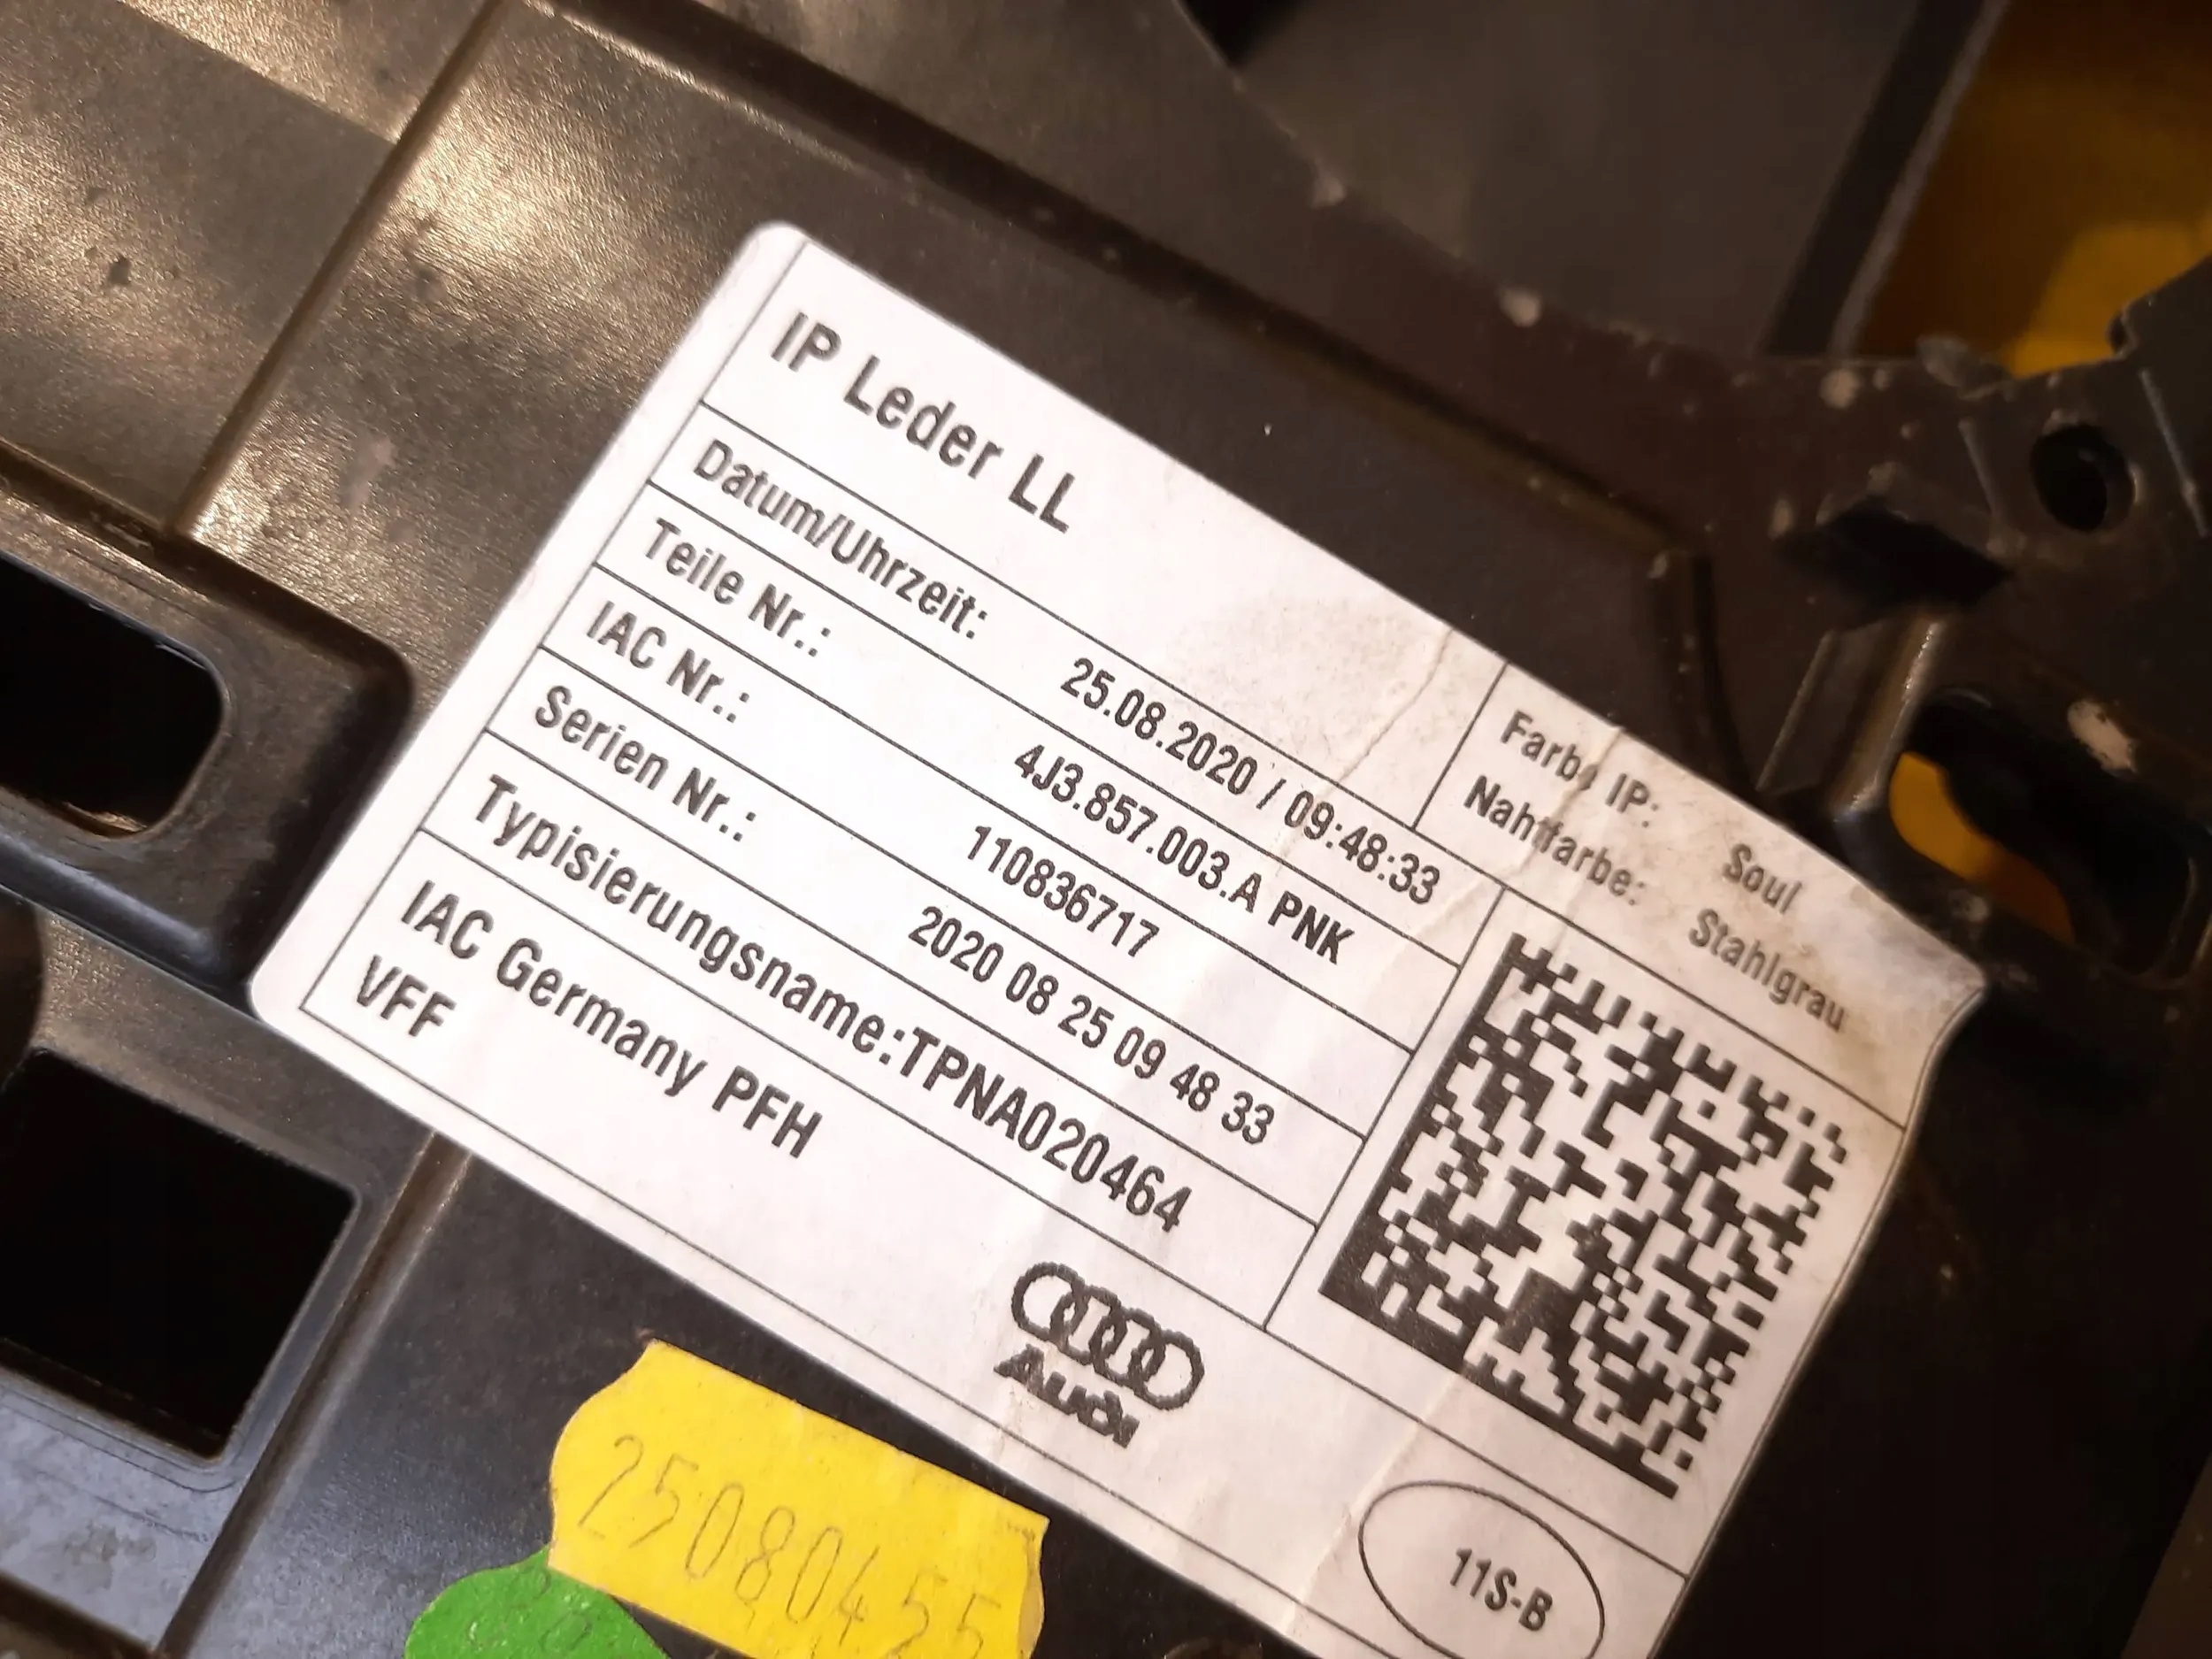 IP Leder LL
Farbe IP: Soul
Nahtfarbe: Stahlgrau
Datum/Uhrzeit: 25.08.2020 / 09:48:33
Teile Nr.: 4J3.857.003.A PNK
IAC Nr.: 110836717
Serien Nr.: 2020 08 25 09 48 33
Typisierungsname:TPNA020464
IAC Germany PFH
VFF
Audi
11S-B
25080455